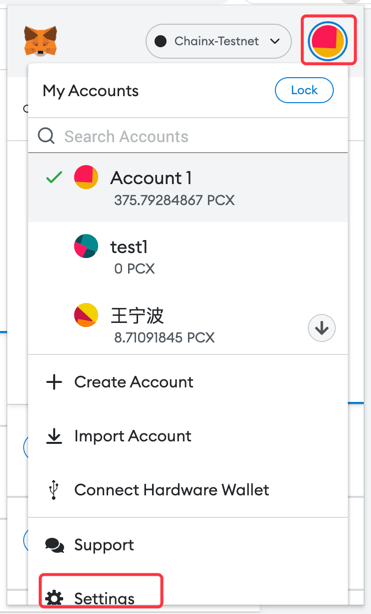 Chainx-Testnet
My Accounts
Lock
Search Accounts
Account 1
375.79284867 PCX
test1
0 PCX
王宁波
8.71091845 PCX
Create Account
Import Account
Connect Hardware Wallet
Support
Settings